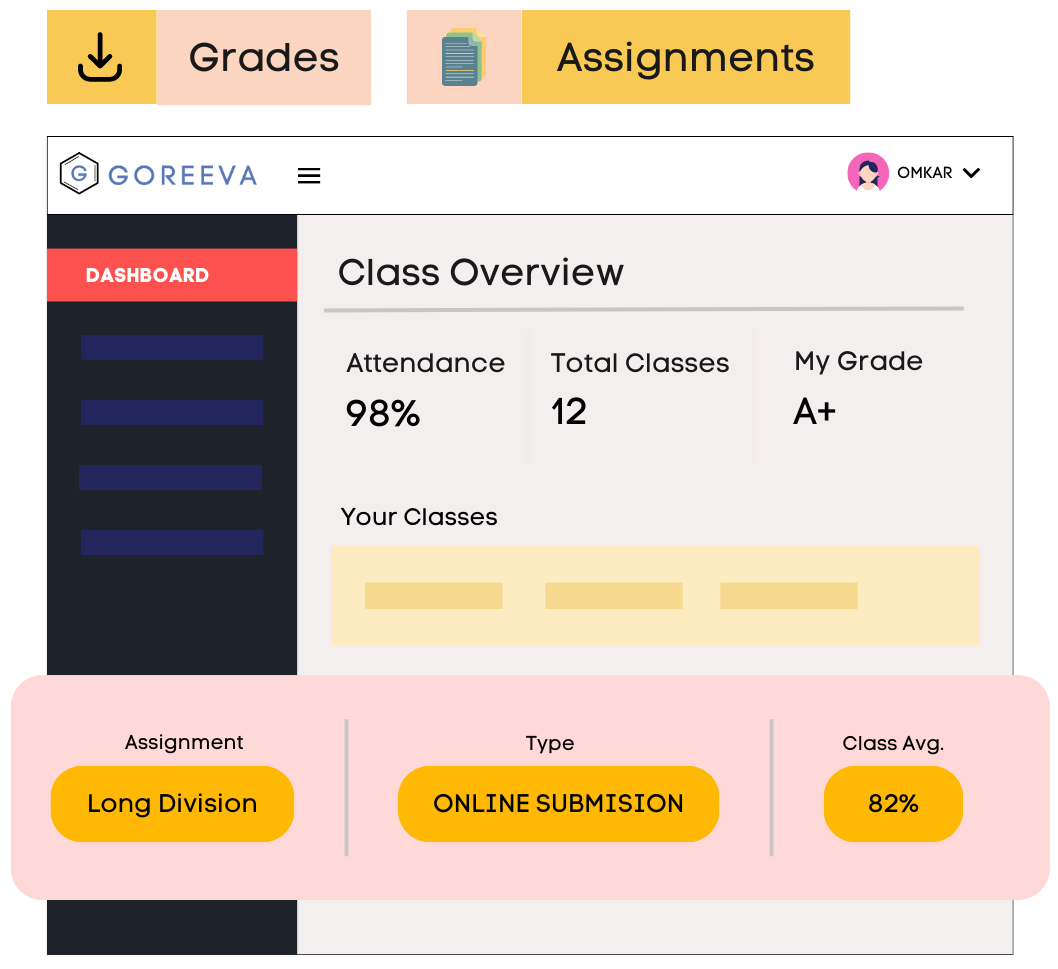 Grades
Assignments
G GOREEVA
OMKAR
DASHBOARD
Class Overview
Attendance
Total Classes
My Grade
98%
12
A+
Your Classes
Assignment
Type
Class Avg.
Long Division
ONLINE SUBMISION
82%